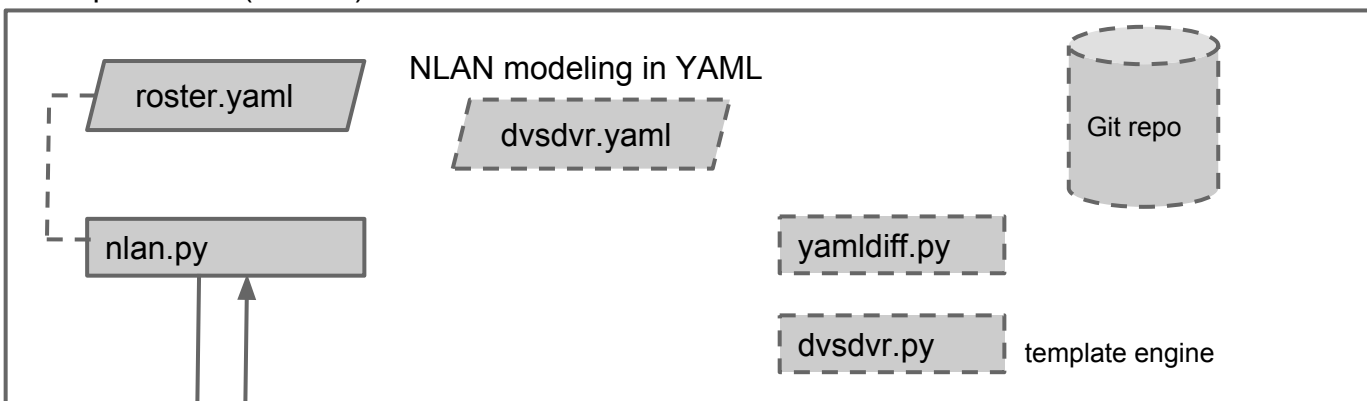 NLAN modeling in YAML
roster.yaml
dvsdvr.yaml
Git repo
nlan.py
yamldiff.py
dvsdvr.py
template engine